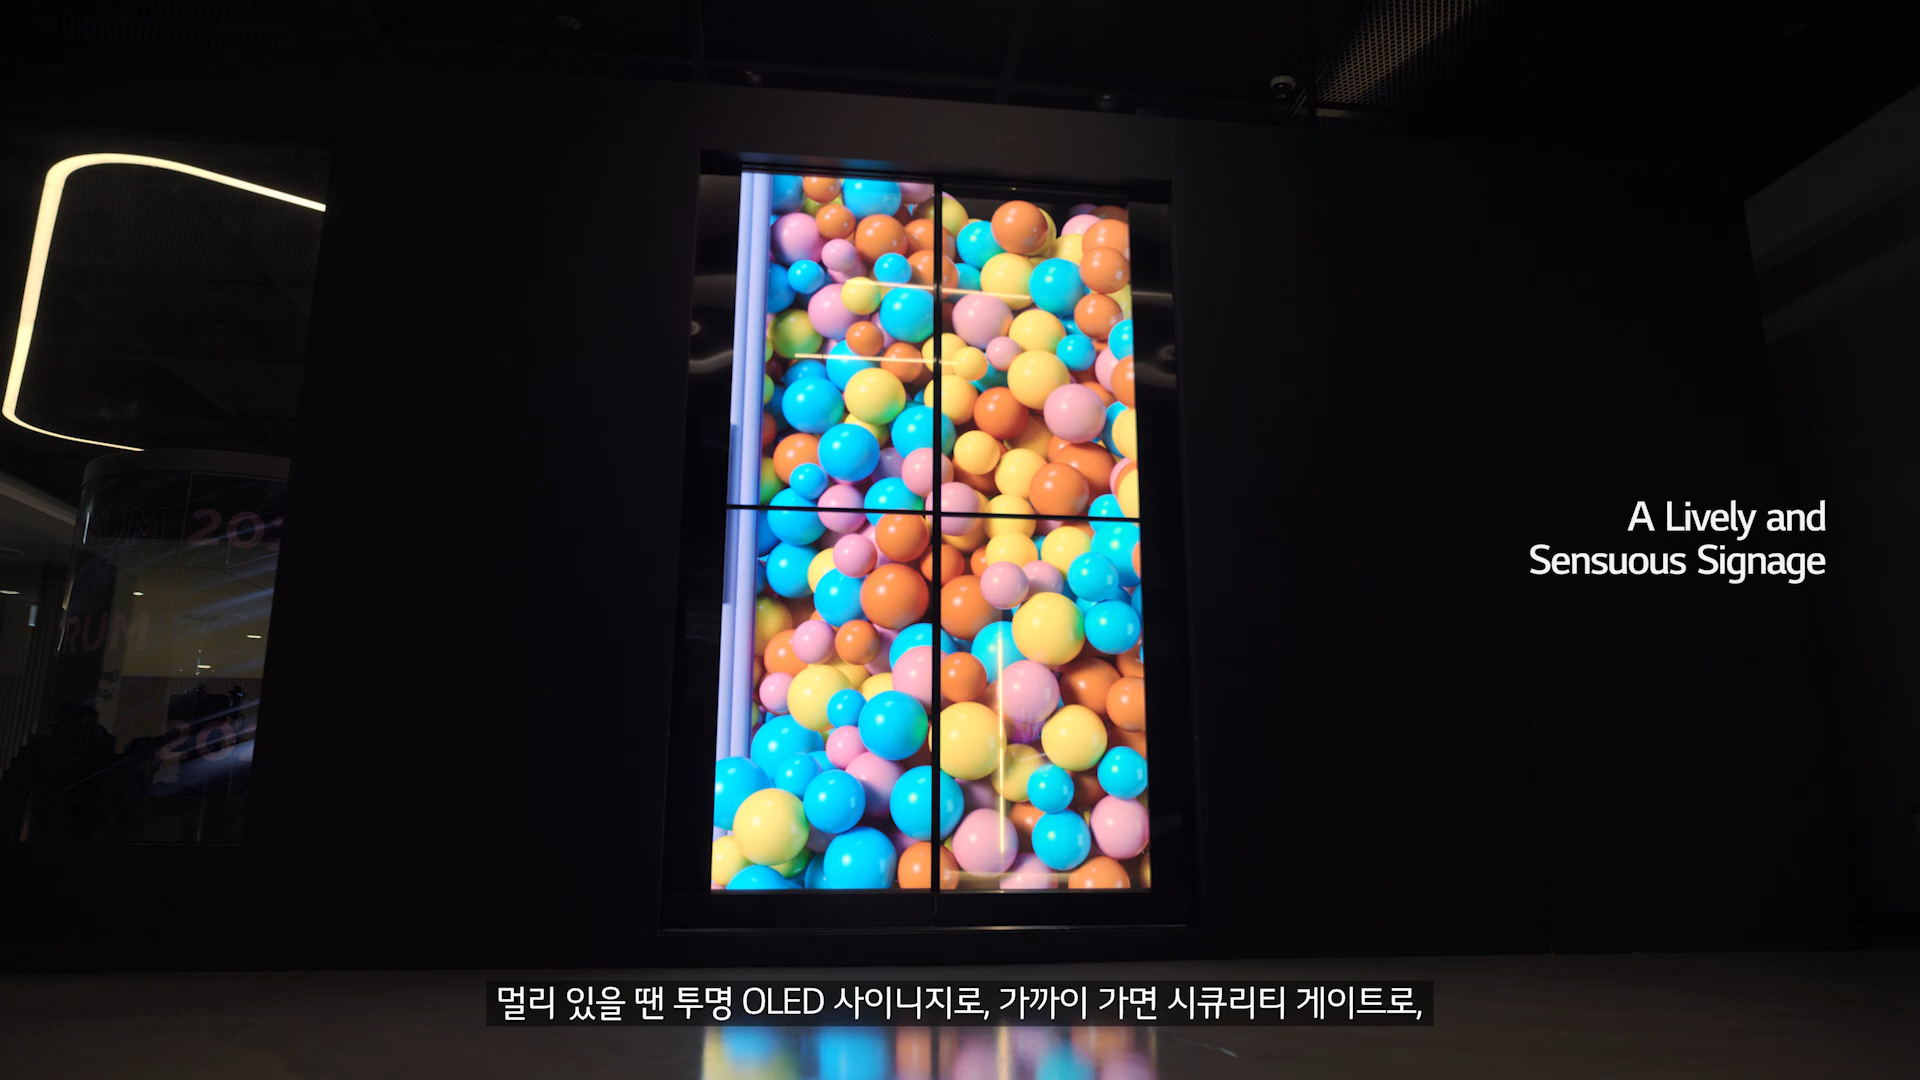 A Lively and
Sensuous Signage
RUM
멀리 있을 땐 투명 OLED 사이니지로, 가까이 가면 시큐리티 게이트로,